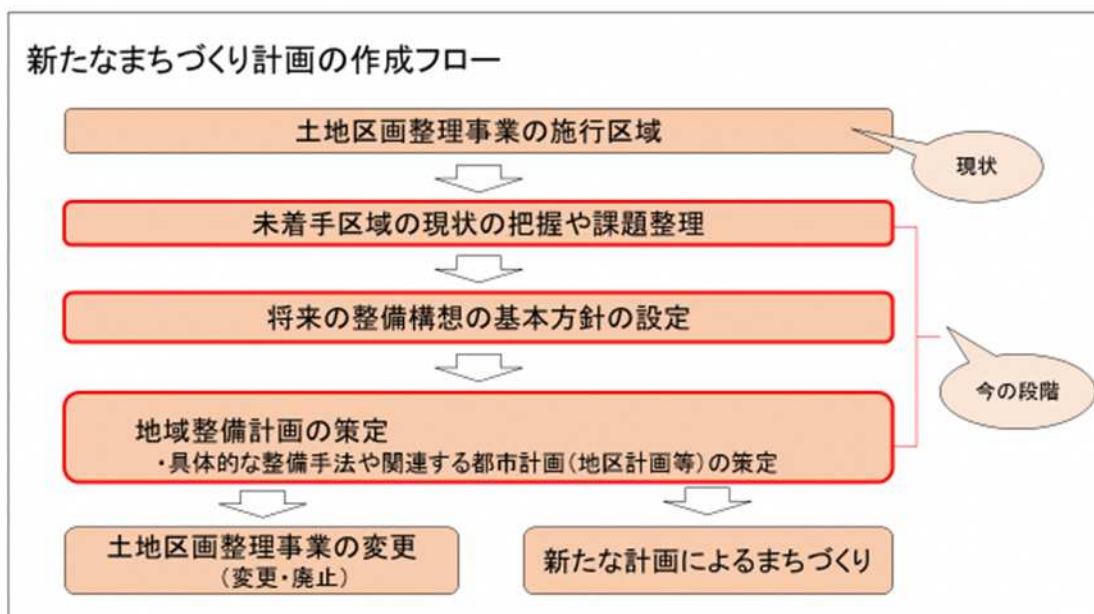 新たなまちづくり計画の作成フロー
土地区画整理事業の施行区域
現状
未着手区域の現状の把握や課題整理
将来の整備構想の基本方針の設定
今の段階
地域整備計画の策定
・具体的な整備手法や関連する都市計画(地区計画等)の策定
土地区画整理事業の変更
(変更・廃止)
新たな計画によるまちづくり